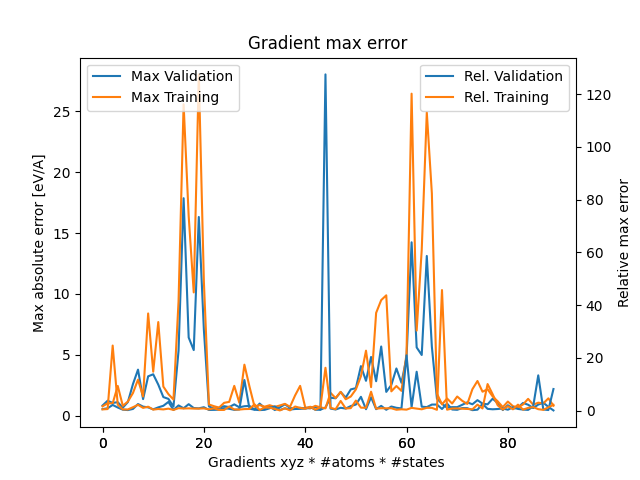 Gradient max error
Max Validation
Max Training
Rel. Validation
Rel. Training
Max absolute error [eV/A]
0
5
10
15
20
25
0
20
40
60
80
100
120
Relative max error
0
20
40
60
80
Gradients xyz * #atoms * #states